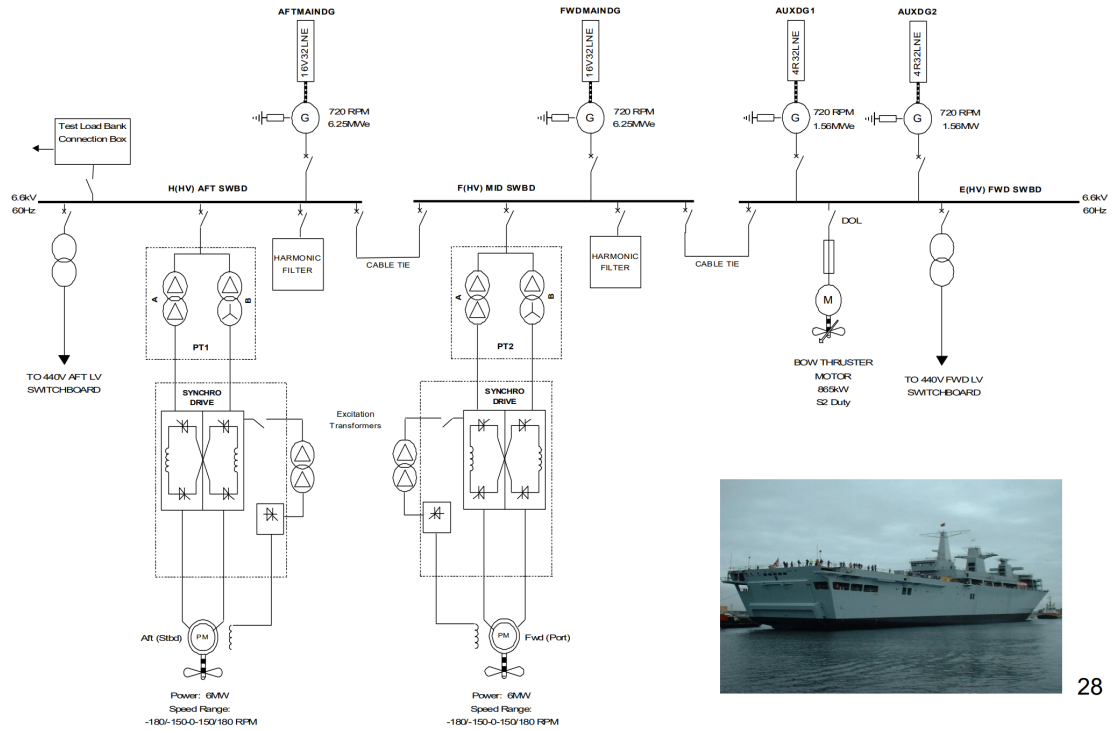 AFTMAINDG
FWDMAINDG
AUXDG1
AUXDG2
16V32LNE
16V32LNE
4R32LNE
4R32LNE
G
720 RPM
6.25MWe
G
720 RPM
6.25MWe
G
720 RPM
1.56MWe
G
720 RPM
1.56MW
Test Load Bank
Connection Box
H(HV) AFT SWBD
F(HV) MID SWBD
E(HV) FWD SWBD
6.6kV
60Hz
6.6kV
60Hz
DOL
HARMONIC
FILTER
CABLE TIE
HARMONIC
FILTER
CABLE TIE
A
B
PT1
A
B
PT2
M
BOW THRUSTER
MOTOR
865kW
S2 Duty
TO 440V AFT LV
SWITCHBOARD
TO 440V FWD LV
SWITCHBOARD
SYNCHRO
DRIVE
Excitation
Transformers
SYNCHRO
DRIVE
Aft (Stbd)
PM
PM
Fwd (Port)
Power: 6MW
Speed Range:
-180/-150-0-150/180 RPM
Power: 6MW
Speed Range:
-180/-150-0-150/180 RPM
28